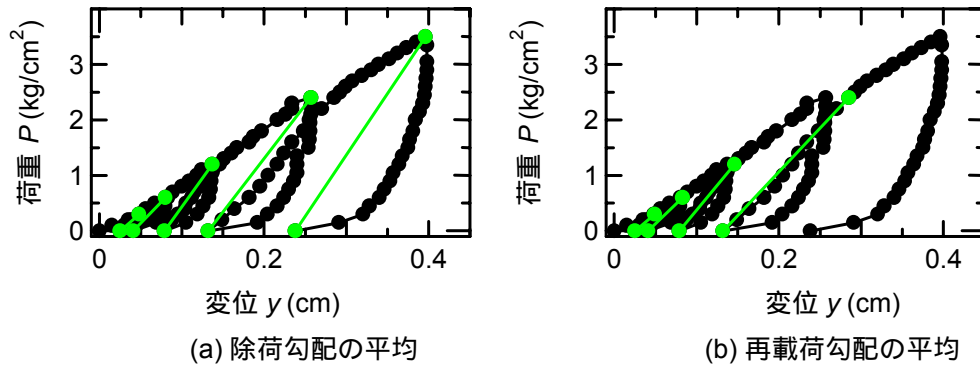 荷重 P (kg/cm2)
3
2
1
0
0 0.2 0.4
変位 y (cm)
(a) 除荷勾配の平均
荷重 P (kg/cm2)
3
2
1
0
0 0.2 0.4
変位 y (cm)
(b) 再載荷勾配の平均